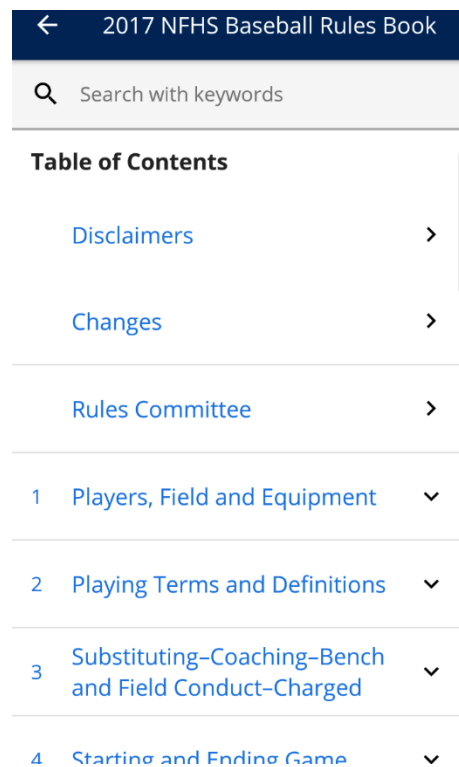 2017 NFHS Baseball Rules Book
Search with keywords
Table of Contents
Disclaimers
Changes
Rules Committee
1 Players, Field and Equipment
2 Playing Terms and Definitions
3 Substituting–Coaching–Bench
and Field Conduct–Charged
4 Starting and Ending Game